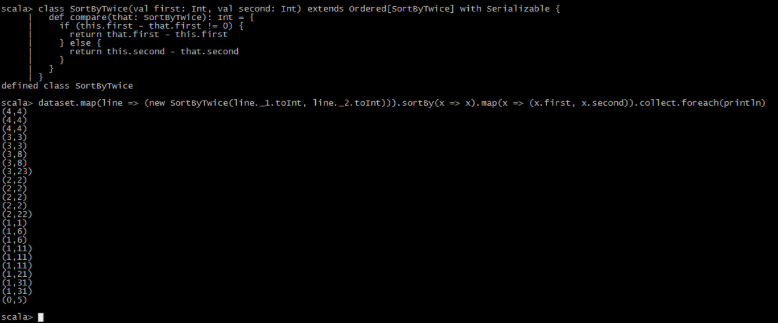 scala> class SortByTwice(val first: Int, val second: Int) extends Ordered[SortByTwice] with Serializable {
     |   def compare(that: SortByTwice): Int = {
     |     if (this.first - that.first != 0) {
     |       return that.first - this.first
     |     } else {
     |       return this.second - that.second
     |     }
     |   }
     | }
defined class SortByTwice
scala> dataset.map(line => (new SortByTwice(line._1.toInt, line._2.toInt))).sortBy(x => x).map(x => (x.first, x.second)).collect.foreach(println)
(4,4)
(4,4)
(4,4)
(3,3)
(3,3)
(3,8)
(3,8)
(3,23)
(2,2)
(2,2)
(2,2)
(2,2)
(2,22)
(1,1)
(1,6)
(1,6)
(1,11)
(1,11)
(1,11)
(1,21)
(1,31)
(1,31)
(0,5)
scala>